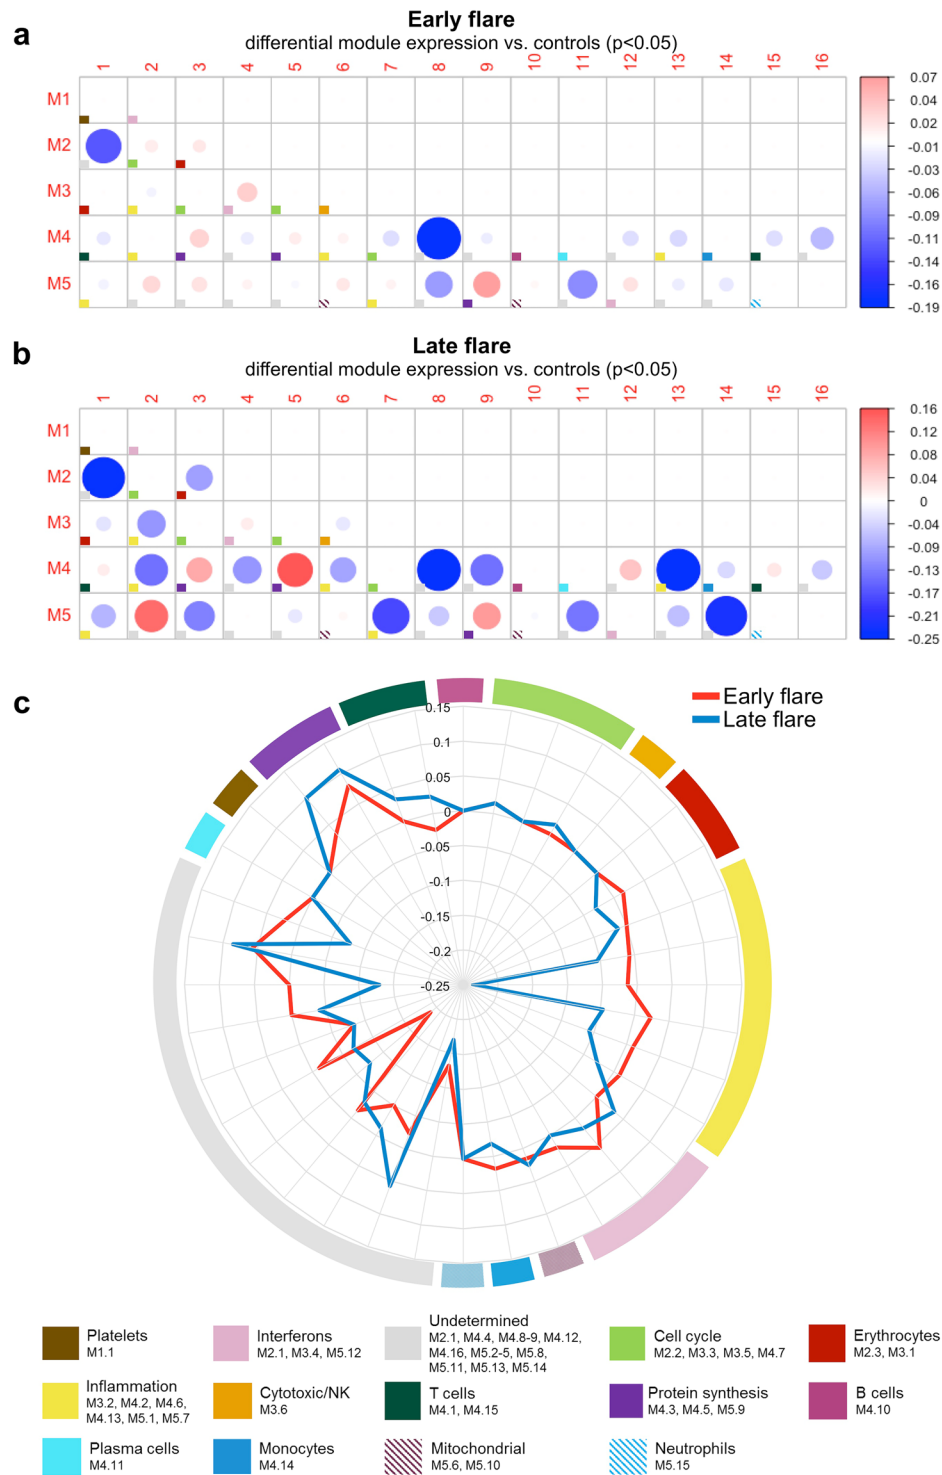 a
Early flare
differential module expression vs. controls (p<0.05)
1 2 3 4 5 6 7 8 9 10 11 12 13 14 15 16
M1
M2
M3
M4
M5
0.07
0.04
0.02
-0.01
-0.03
-0.06
-0.09
-0.11
-0.14
-0.16
-0.19
b
Late flare
differential module expression vs. controls (p<0.05)
1 2 3 4 5 6 7 8 9 10 11 12 13 14 15 16
M1
M2
M3
M4
M5
0.16
0.12
0.08
0.04
0
-0.04
-0.09
-0.13
-0.17
-0.21
-0.25
c
Early flare
Late flare
0.15
0.1
0.05
0
-0.05
-0.1
-0.15
-0.2
-0.25
Platelets
M1.1
Interferons
M2.1, M3.4, M5.12
Undetermined
M2.1, M4.4, M4.8-9, M4.12,
M4.16, M5.2-5, M5.8,
M5.11, M5.13, M5.14
Cell cycle
M2.2, M3.3, M3.5, M4.7
Erythrocytes
M2.3, M3.1
Inflammation
M3.2, M4.2, M4.6,
M4.13, M5.1, M5.7
Cytotoxic/NK
M3.6
T cells
M4.1, M4.15
Protein synthesis
M4.3, M4.5, M5.9
B cells
M4.10
Plasma cells
M4.11
Monocytes
M4.14
Mitochondrial
M5.6, M5.10
Neutrophils
M5.15